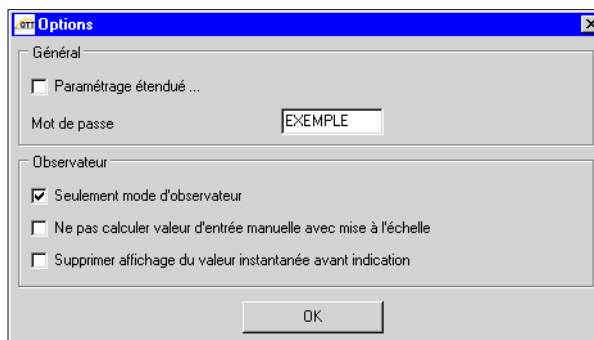 OTT Options
Général
Paramétrage étendué ...
Mot de passe EXEMPLE
Observateur
Seulement mode d'observateur
Ne pas calculer valeur d'entrée manuelle avec mise à l'échelle
Supprimer affichage du valeur instantanée avant indication
OK